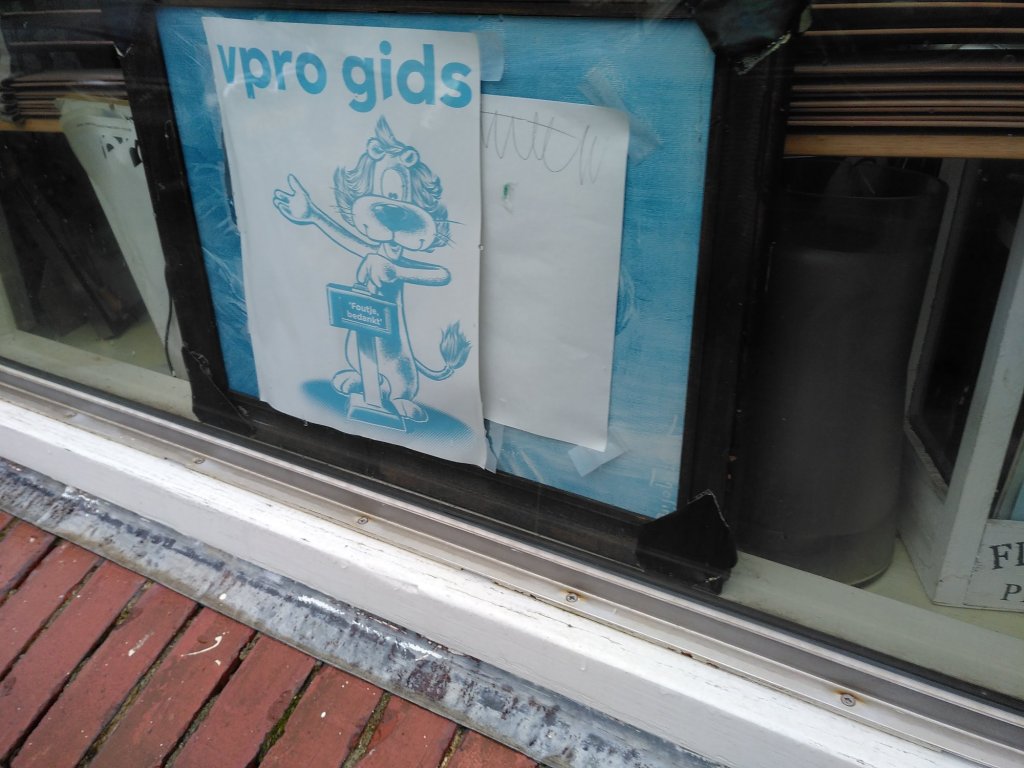 vpro gids
'Foutje,
bedankt'